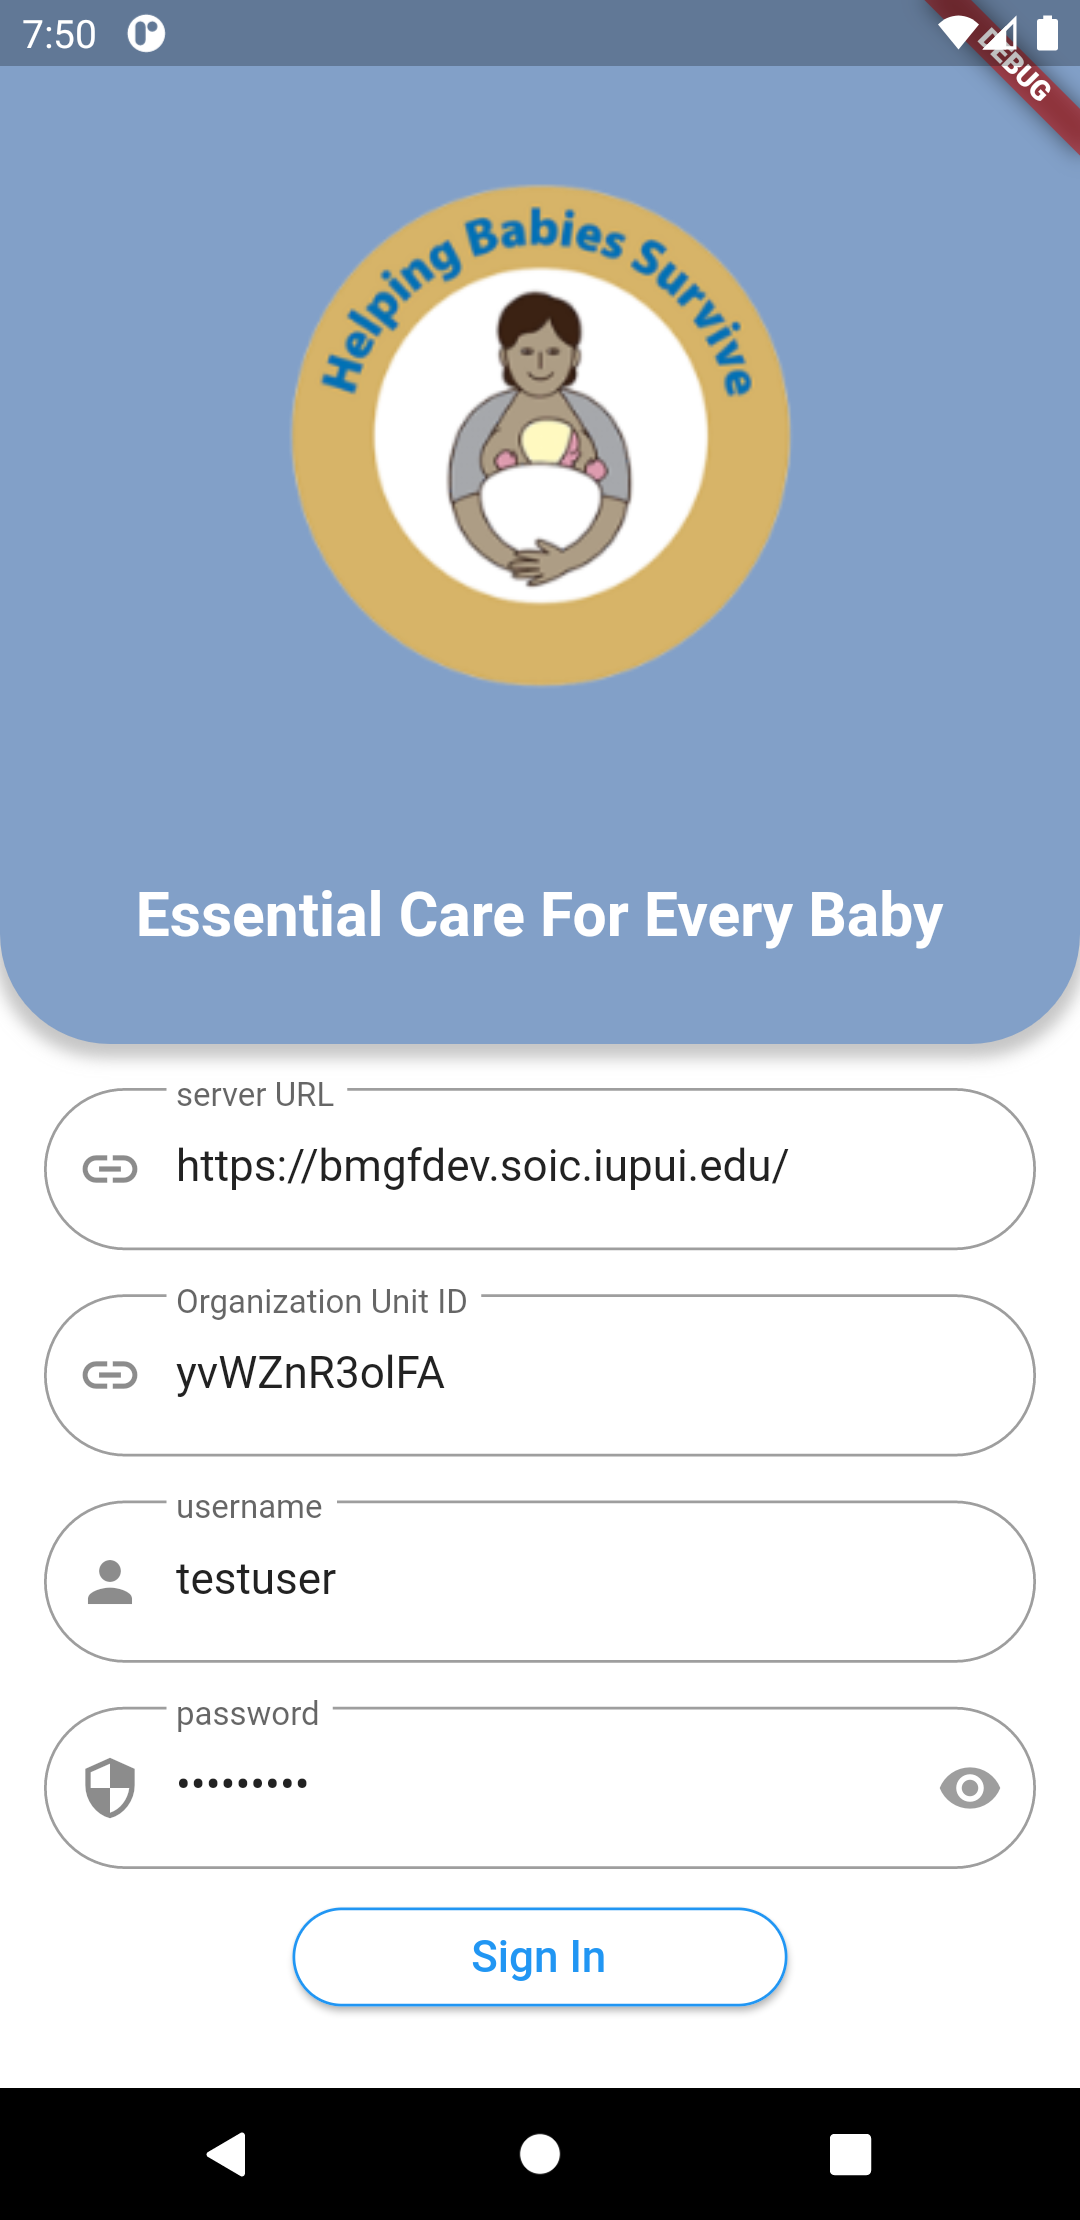 7:50
DEBUG
Helping Babies Survive
Essential Care For Every Baby
server URL
https://bmgfdev.soic.iupui.edu/
Organization Unit ID
yvWZnR3olFA
username
testuser
password
•••••••••
Sign In